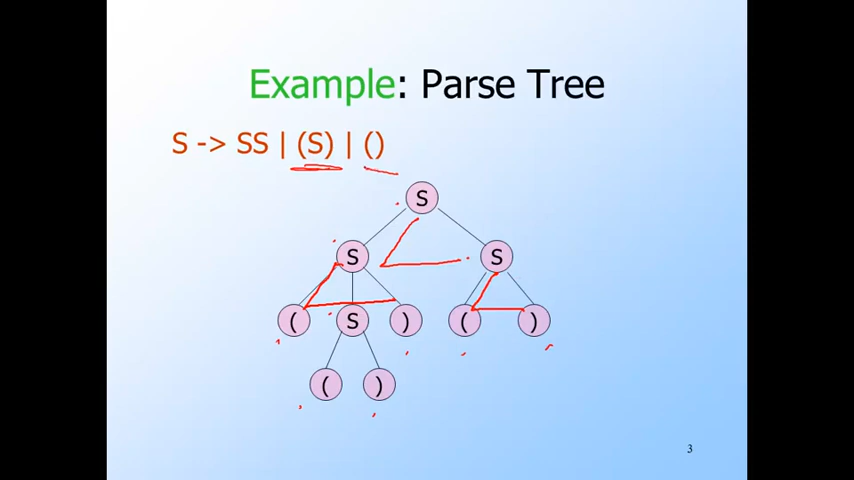 Example: Parse Tree
S -> SS | (S) | ()
S
S S
( S ) ( )
( )
3